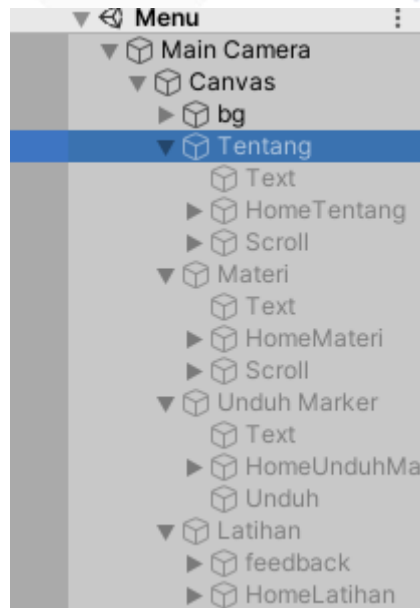 Menu
Main Camera
Canvas
bg
Tentang
Text
HomeTentang
Scroll
Materi
Text
HomeMateri
Scroll
Unduh Marker
Text
HomeUnduhMa
Unduh
Latihan
feedback
HomeLatihan